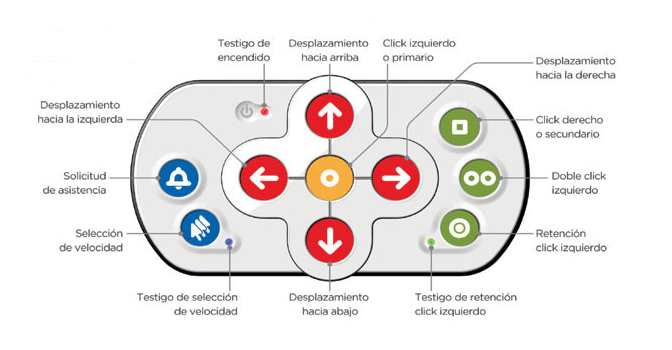 Testigo de
encendido
Desplazamiento
hacia arriba
Click izquierdo
o primario
Desplazamiento
hacia la derecha
Desplazamiento
hacia la izquierda
Click derecho
o secundario
Solicitud
de asistencia
Doble click
izquierdo
Selección
de velocidad
Retención
click izquierdo
Testigo de selección
de velocidad
Desplazamiento
hacia abajo
Testigo de retención
click izquierdo